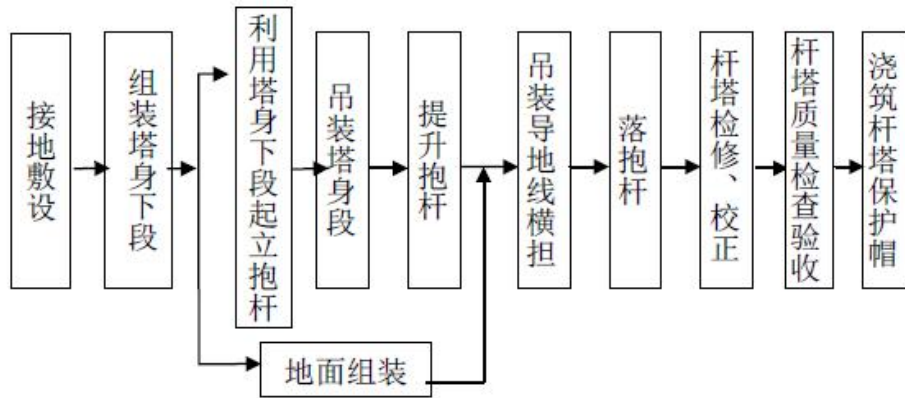 接地敷设
组装塔身下段
利用塔身下段起立抱杆
吊装塔身段
提升抱杆
吊装导地线横担
落抱杆
杆塔检修、校正
杆塔质量检查验收
浇筑杆塔保护帽
地面组装